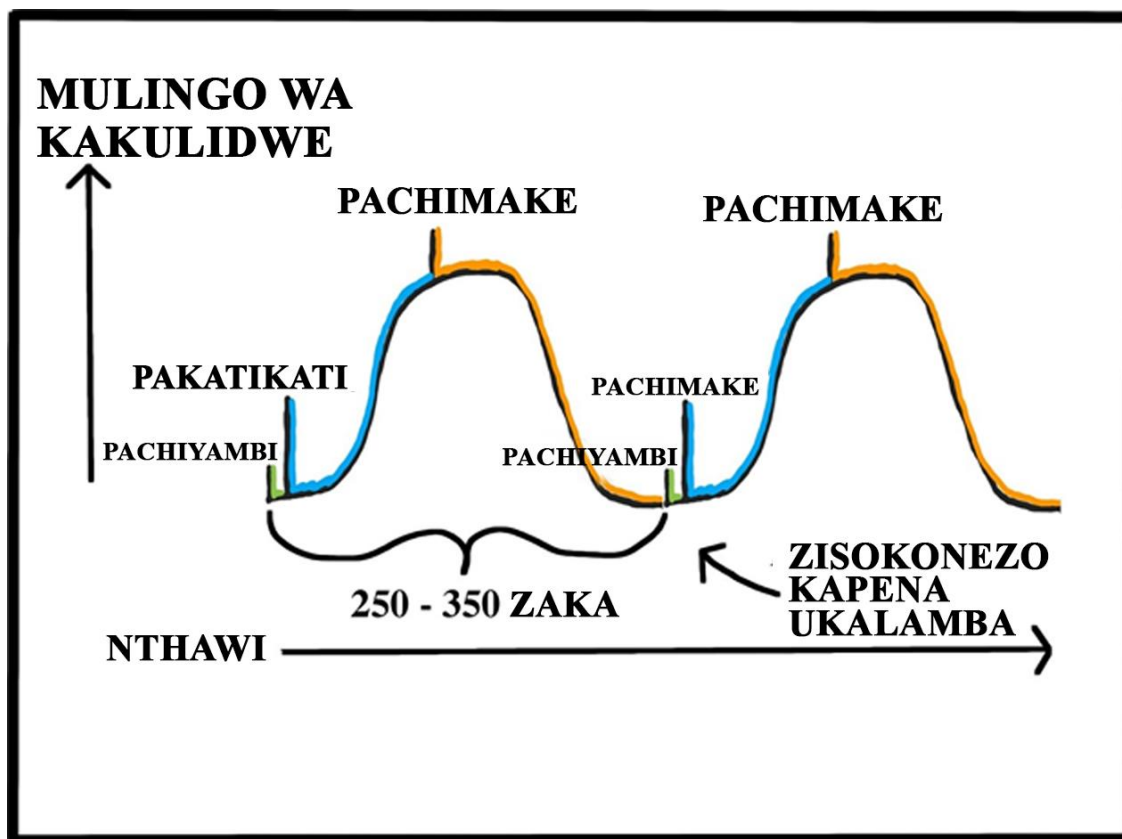 MULINGO WA
KAKULIDWE
PACHIMAKE
PACHIMAKE
PAKATIKATI
PACHIMAKE
PACHIYAMBI
PACHIYAMBI
250 - 350 ZAKA
ZISOKONEZO
KAPENA
UKALAMBA
NTHAWI